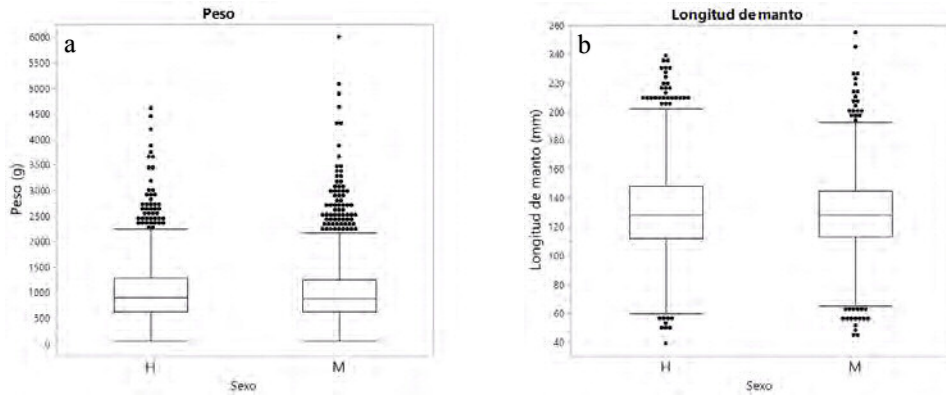 Peso
a
6000
5500
5000
4500
4000
3500
3000
2500
2000
1500
1000
500
0
Peso (g)
H
M
Sexo
Longitud de manto
b
260
240
220
200
180
160
140
120
100
80
60
40
Longitud de manto (mm)
H
M
Sexo